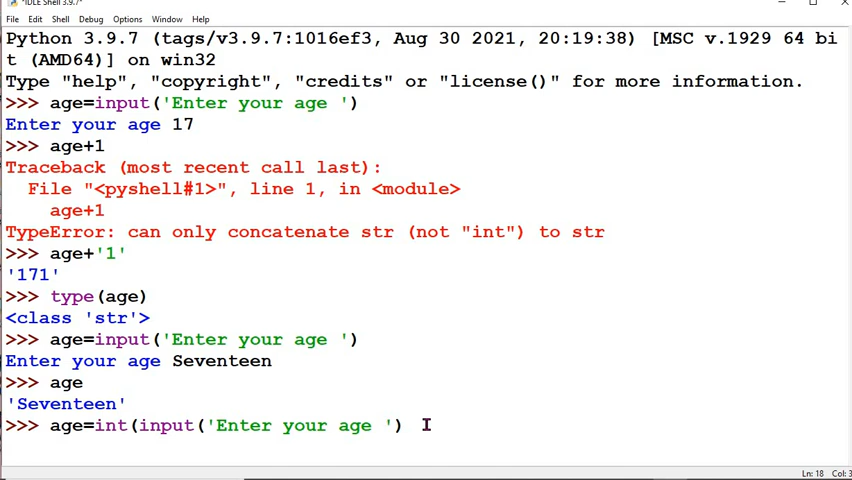 *IDLE Shell 3.9.7*
File Edit Shell Debug Options Window Help
Python 3.9.7 (tags/v3.9.7:1016ef3, Aug 30 2021, 20:19:38) [MSC v.1929 64 bi
t (AMD64)] on win32
Type "help", "copyright", "credits" or "license()" for more information.
>>> age=input('Enter your age ')
Enter your age 17
>>> age+1
Traceback (most recent call last):
  File "<pyshell#1>", line 1, in <module>
    age+1
TypeError: can only concatenate str (not "int") to str
>>> age+'1'
'171'
>>> type(age)
<class 'str'>
>>> age=input('Enter your age ')
Enter your age Seventeen
>>> age
'Seventeen'
>>> age=int(input('Enter your age ')
Ln: 18 Col: 3